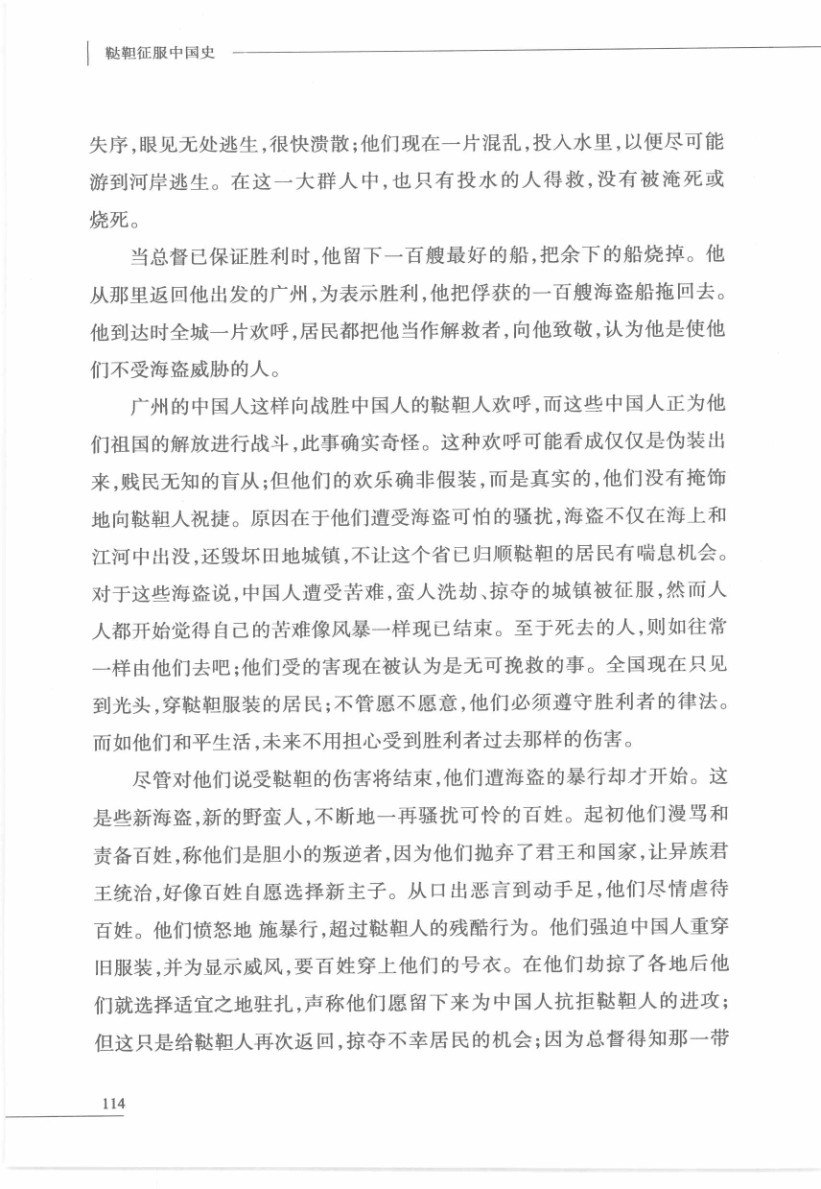 鞑靼征服中国史
失序,眼见无处逃生,很快溃散;他们现在一片混乱,投入水里,以便尽可能
游到河岸逃生。在这一大群人中,也只有投水的人得救,没有被淹死或
烧死。
当总督已保证胜利时,他留下一百艘最好的船,把余下的船烧掉。他
从那里返回他出发的广州,为表示胜利,他把俘获的一百艘海盗船拖回去。
他到达时全城一片欢呼,居民都把他当作解救者,向他致敬,认为他是使他
们不受海盗威胁的人。
广州的中国人这样向战胜中国人的鞑靼人欢呼,而这些中国人正为他
们祖国的解放进行战斗,此事确实奇怪。这种欢呼可能看成仅仅是伪装出
来,贱民无知的盲从;但他们的欢乐确非假装,而是真实的,他们没有掩饰
地向鞑靼人祝捷。原因在于他们遭受海盗可怕的骚扰,海盗不仅在海上和
江河中出没,还毁坏田地城镇,不让这个省已归顺鞑靼的居民有喘息机会。
对于这些海盗说,中国人遭受苦难,蛮人洗劫、掠夺的城镇被征服,然而人
人都开始觉得自己的苦难像风暴一样现已结束。至于死去的人,则如往常
一样由他们去吧;他们受的害现在被认为是无可挽救的事。全国现在只见
到光头,穿鞑靼服装的居民;不管愿不愿意,他们必须遵守胜利者的律法。
而如他们和平生活,未来不用担心受到胜利者过去那样的伤害。
尽管对他们说受鞑靼的伤害将结束,他们遭海盗的暴行却才开始。这
是些新海盗,新的野蛮人,不断地一再骚扰可怜的百姓。起初他们漫骂和
责备百姓,称他们是胆小的叛逆者,因为他们抛弃了君王和国家,让异族君
王统治,好像百姓自愿选择新主子。从口出恶言到动手足,他们尽情虐待
百姓。他们愤怒地 施暴行,超过鞑靼人的残酷行为。他们强迫中国人重穿
旧服装,并为显示威风,要百姓穿上他们的号衣。在他们劫掠了各地后他
们就选择适宜之地驻扎,声称他们愿留下来为中国人抗拒鞑靼人的进攻;
但这只是给鞑靼人再次返回,掠夺不幸居民的机会;因为总督得知那一带
114